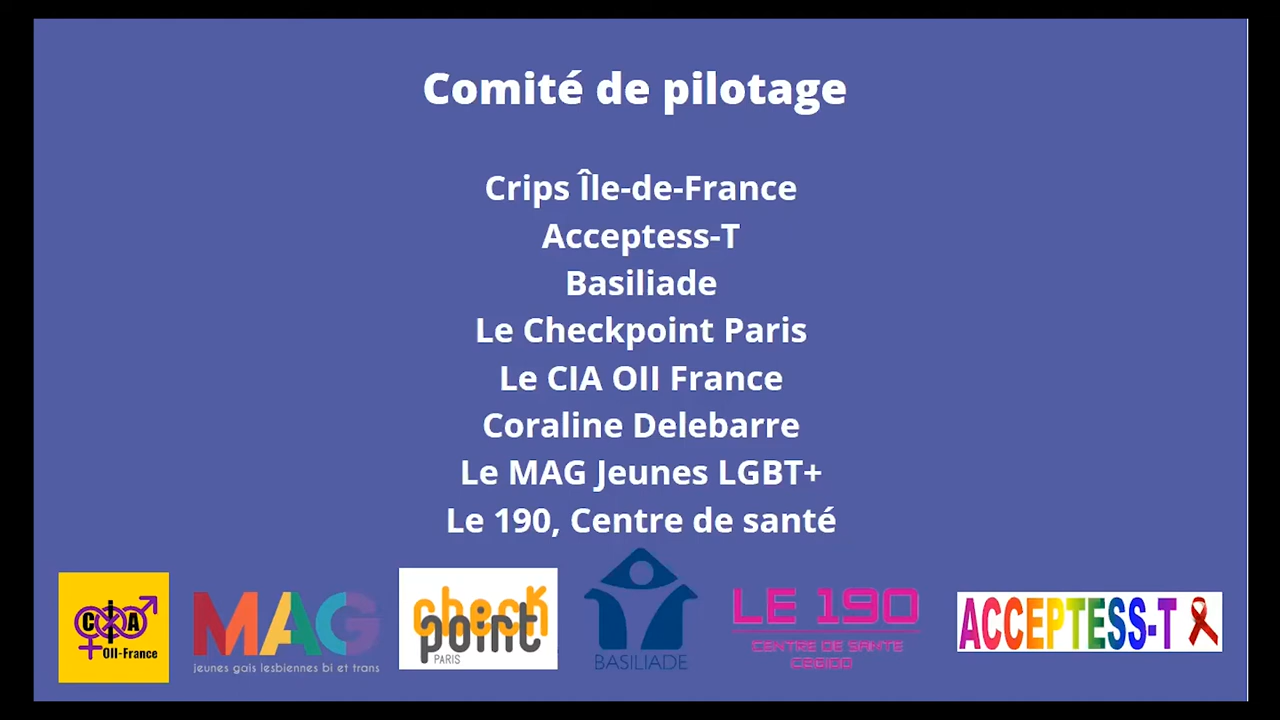 Comité de pilotage
Crips Île-de-France
Acceptess-T
Basiliade
Le Checkpoint Paris
Le CIA OII France
Coraline Delebarre
Le MAG Jeunes LGBT+
Le 190, Centre de santé
CIA
OII-France
MAG
jeunes gais lesbiennes bi et trans
check
point
PARIS
BASILIADE
LE 190
CENTRE DE SANTE
CEGIDD
ACCEPTESS-T